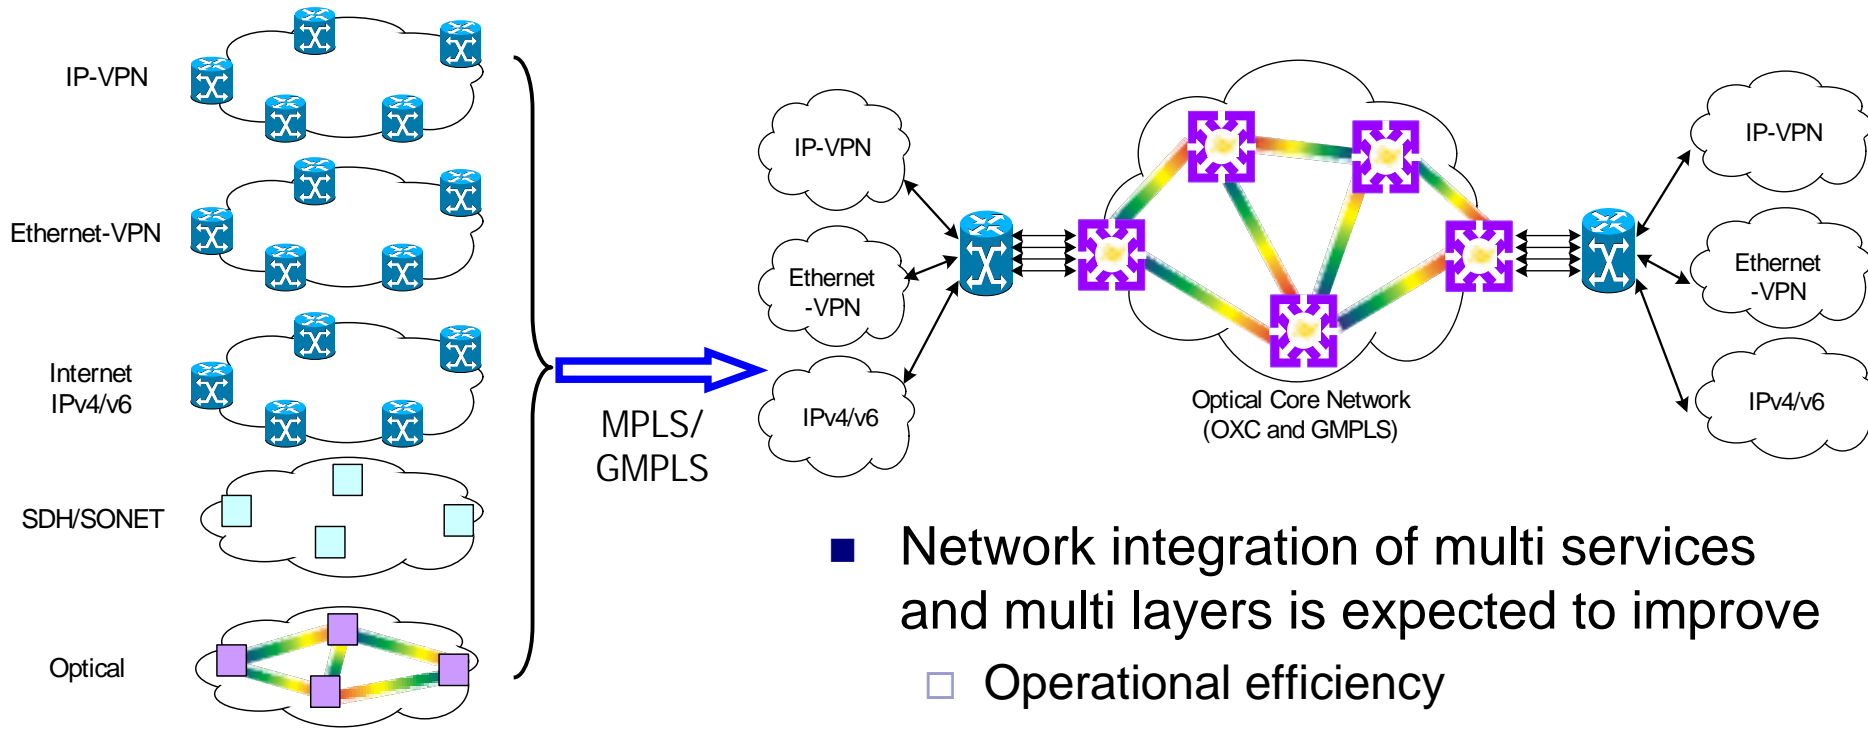 IP-VPN
Ethernet-VPN
Internet
IPv4/v6
SDH/SONET
Optical
MPLS/
GMPLS
IP-VPN
Ethernet
-VPN
IPv4/v6
Optical Core Network
(OXC and GMPLS)
IP-VPN
Ethernet
-VPN
IPv4/v6
Network integration of multi services
and multi layers is expected to improve
Operational efficiency